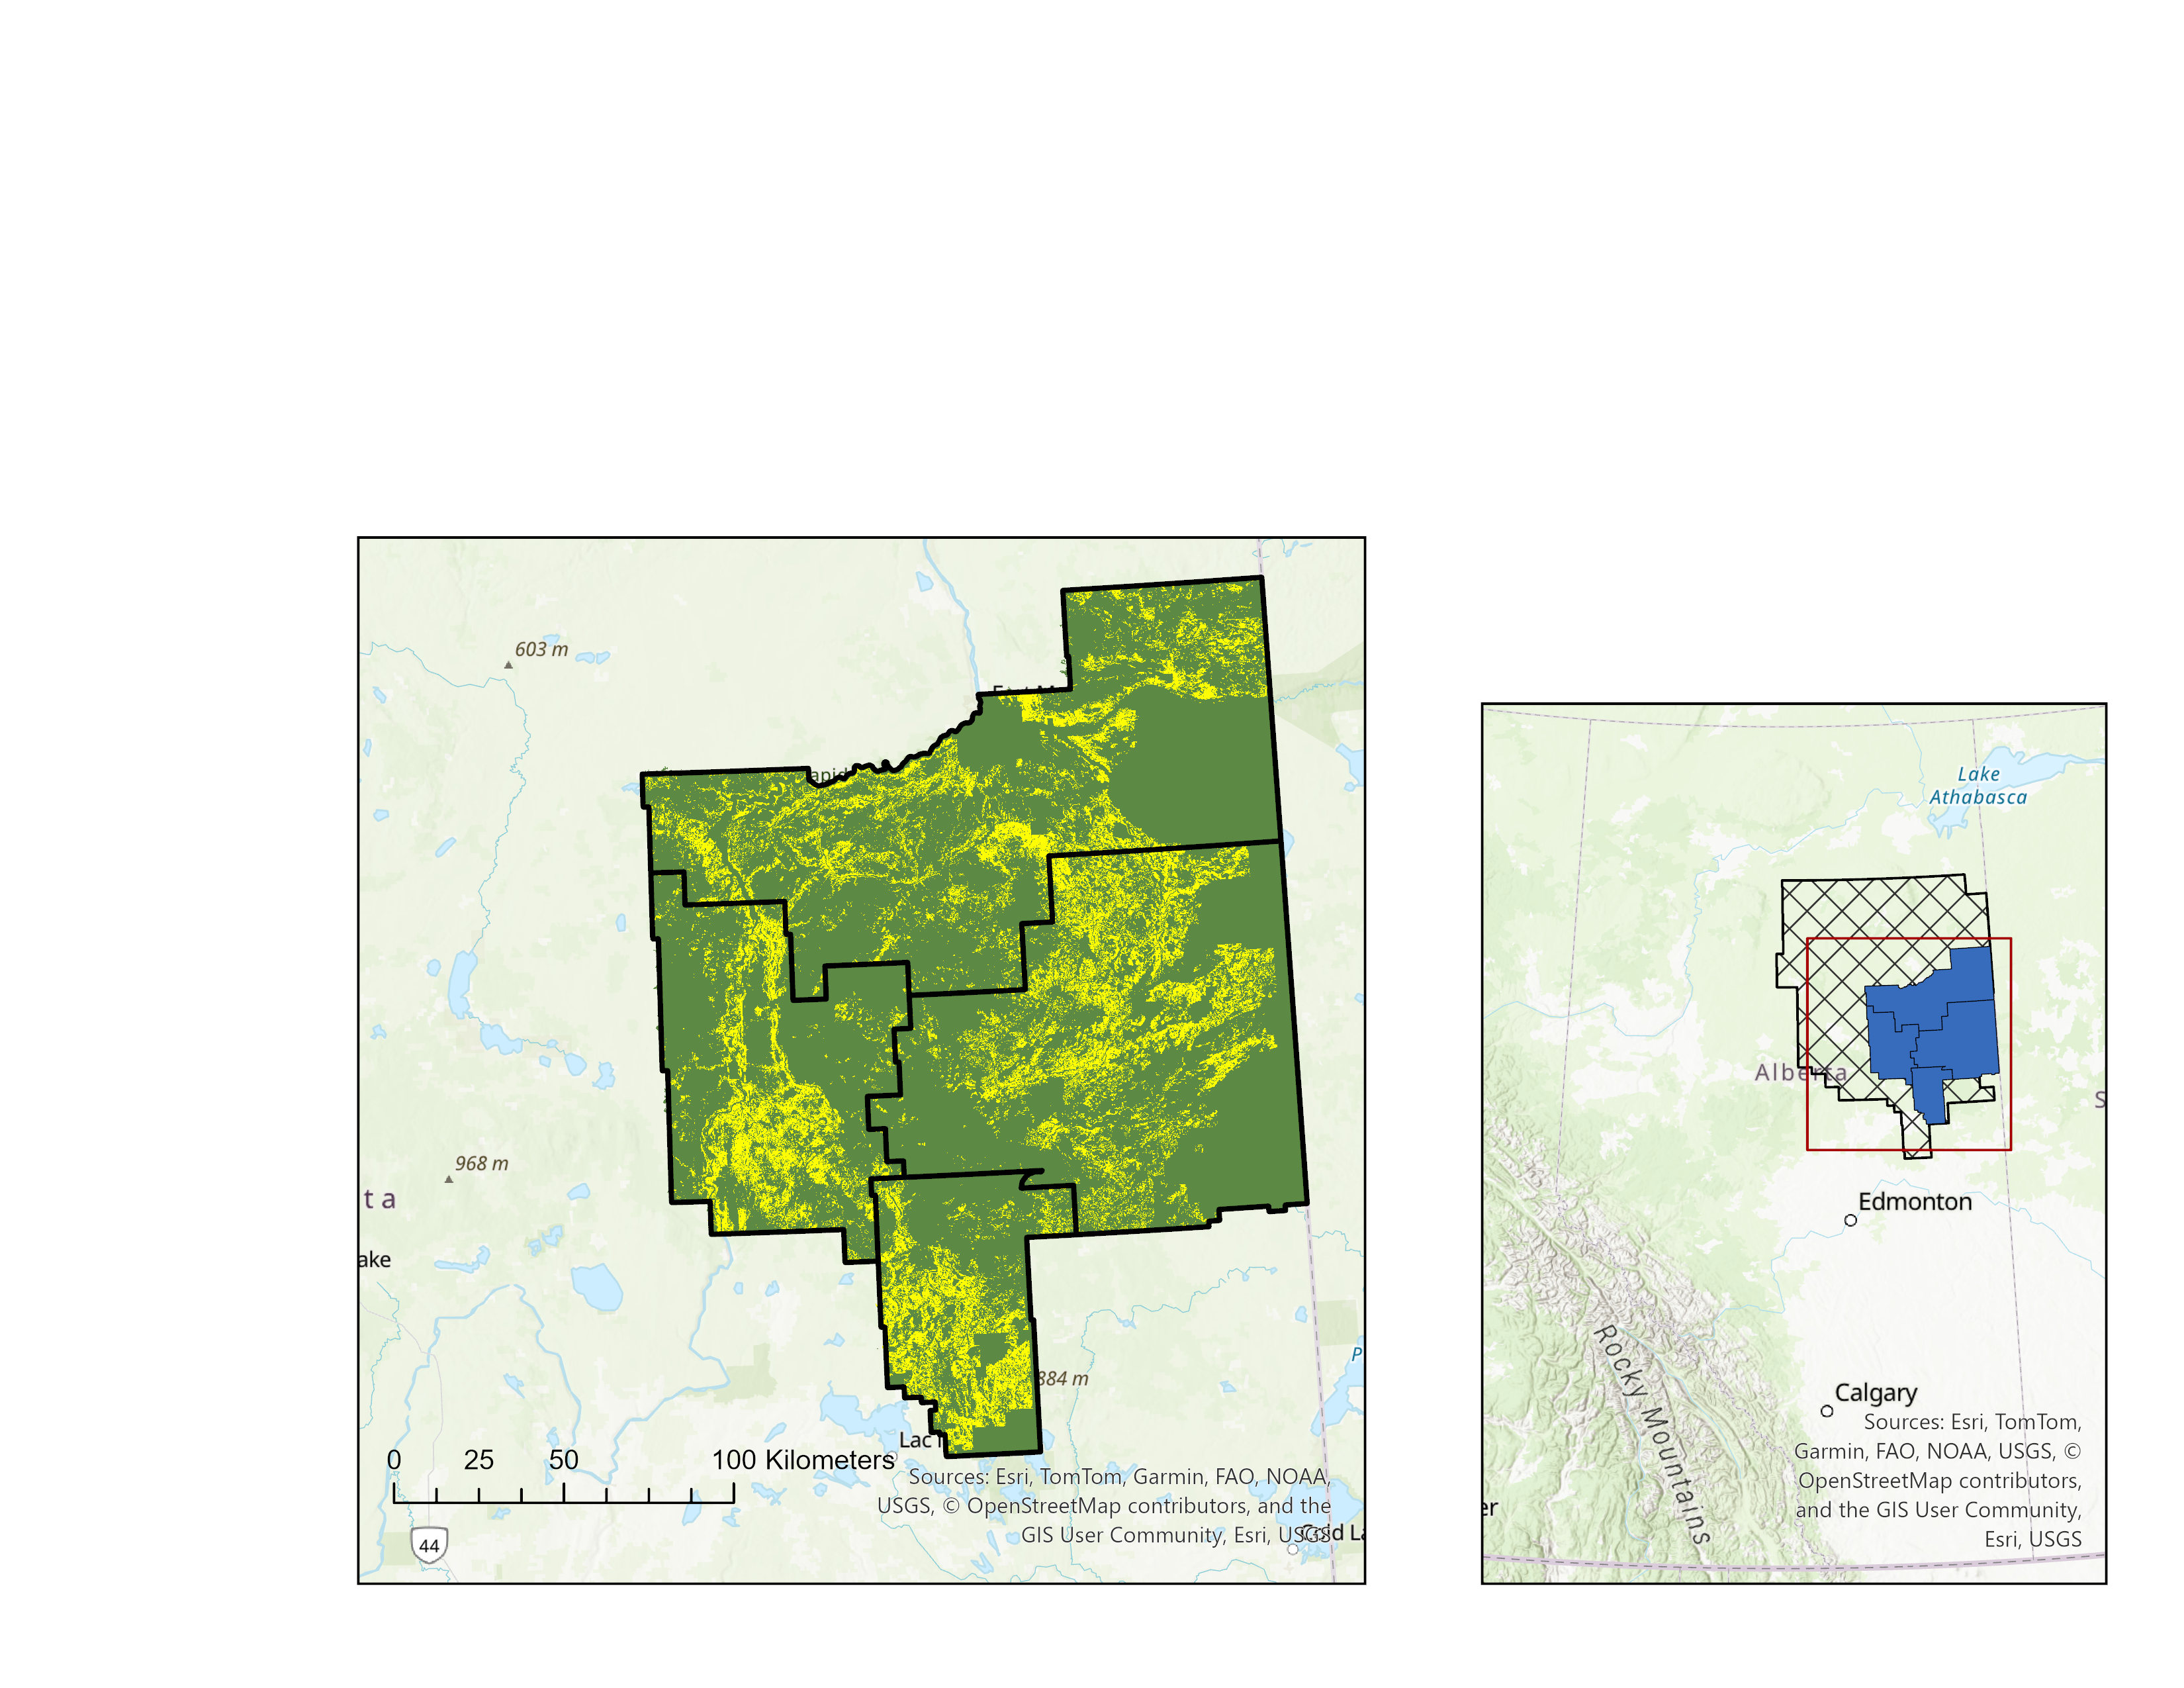 603 m
968 m
ta
ake
884 m
P
Lac
0 25 50 100 Kilometers
Sources: Esri, TomTom, Garmin, FAO, NOAA,
USGS, © OpenStreetMap contributors, and the
GIS User Community, Esri, USGS
44
Lake
Athabasca
Alberta
S
Edmonton
Rocky Mountains
Calgary
er
Sources: Esri, TomTom,
Garmin, FAO, NOAA, USGS, ©
OpenStreetMap contributors,
and the GIS User Community,
Esri, USGS